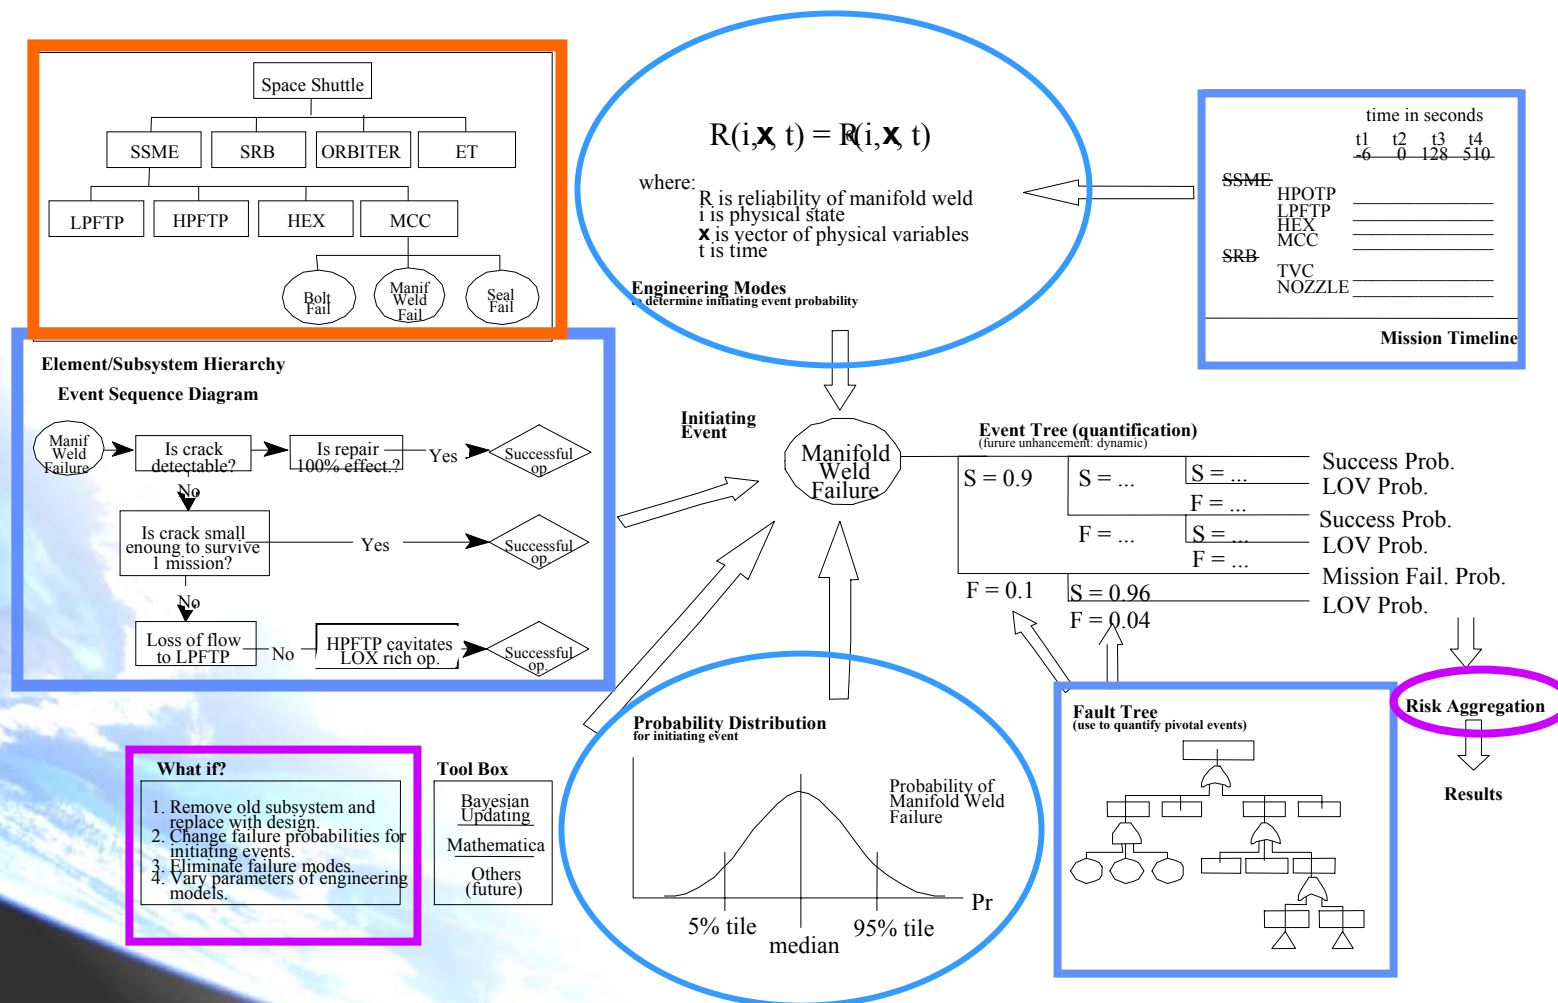 Space Shuttle
SSME
SRB
ORBITER
ET
LPFTP
HPFTP
HEX
MCC
Bolt
Fail
Manif
Weld
Fail
Seal
Fail
Element/Subsystem Hierarchy
Event Sequence Diagram
Manif
Weld
Failure
Is crack
detectable?
Is repair
100% effect.?
Yes
Successful
op.
No
Is crack small
enoung to survive
1 mission?
Yes
Successful
op.
No
Loss of flow
to LPFTP
No
HPFTP cavitates
LOX rich op.
Successful
op.
What if?
1. Remove old subsystem and
replace with design.
2. Change failure probabilities for
initiating events.
3. Eliminate failure modes.
4. Vary parameters of engineering
models.
Tool Box
Bayesian
Updating
Mathematica
Others
(future)
R(i,x, t) = R(i,x, t)
where:
R is reliability of manifold weld
i is physical state
x is vector of physical variables
t is time
Engineering Modes
to determine initiating event probability
Initiating
Event
Manifold
Weld
Failure
Probability Distribution
for initiating event
Probability of
Manifold Weld
Failure
Pr
5% tile
median
95% tile
time in seconds
t1 t2 t3 t4
-6 0 128 510
SSME
HPOTP
LPFTP
HEX
MCC
SRB
TVC
NOZZLE
Mission Timeline
Event Tree (quantification)
(furure unhancement: dynamic)
S = 0.9
S = ...
S = ...
F = ...
F = ...
S = ...
F = ...
F = 0.1
S = 0.96
F = 0.04
Success Prob.
LOV Prob.
Success Prob.
LOV Prob.
Mission Fail. Prob.
LOV Prob.
Fault Tree
(use to quantify pivotal events)
Risk Aggregation
Results